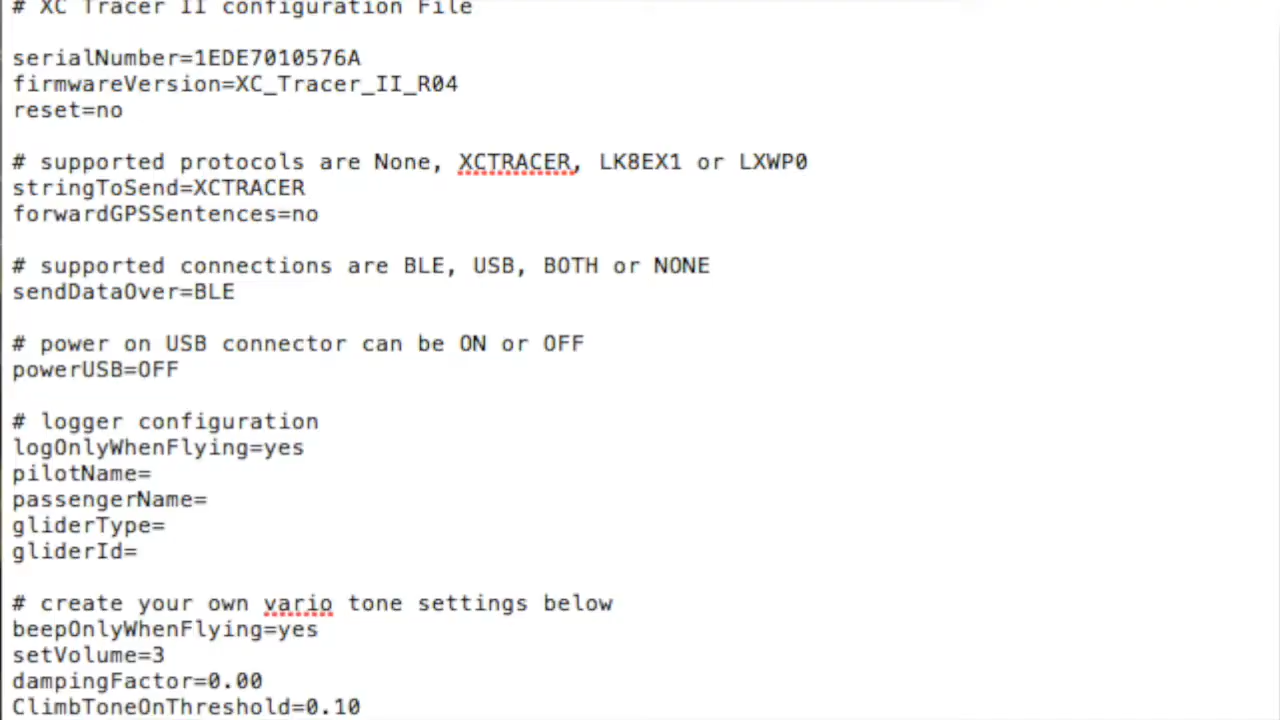 # XC Tracer II configuration File
serialNumber=1EDE7010576A
firmwareVersion=XC_Tracer_II_R04
reset=no
# supported protocols are None, XCTRACER, LK8EX1 or LXWP0
stringToSend=XCTRACER
forwardGPSSentences=no
# supported connections are BLE, USB, BOTH or NONE
sendDataOver=BLE
# power on USB connector can be ON or OFF
powerUSB=OFF
# logger configuration
logOnlyWhenFlying=yes
pilotName=
passengerName=
gliderType=
gliderId=
# create your own vario tone settings below
beepOnlyWhenFlying=yes
setVolume=3
dampingFactor=0.00
ClimbToneOnThreshold=0.10